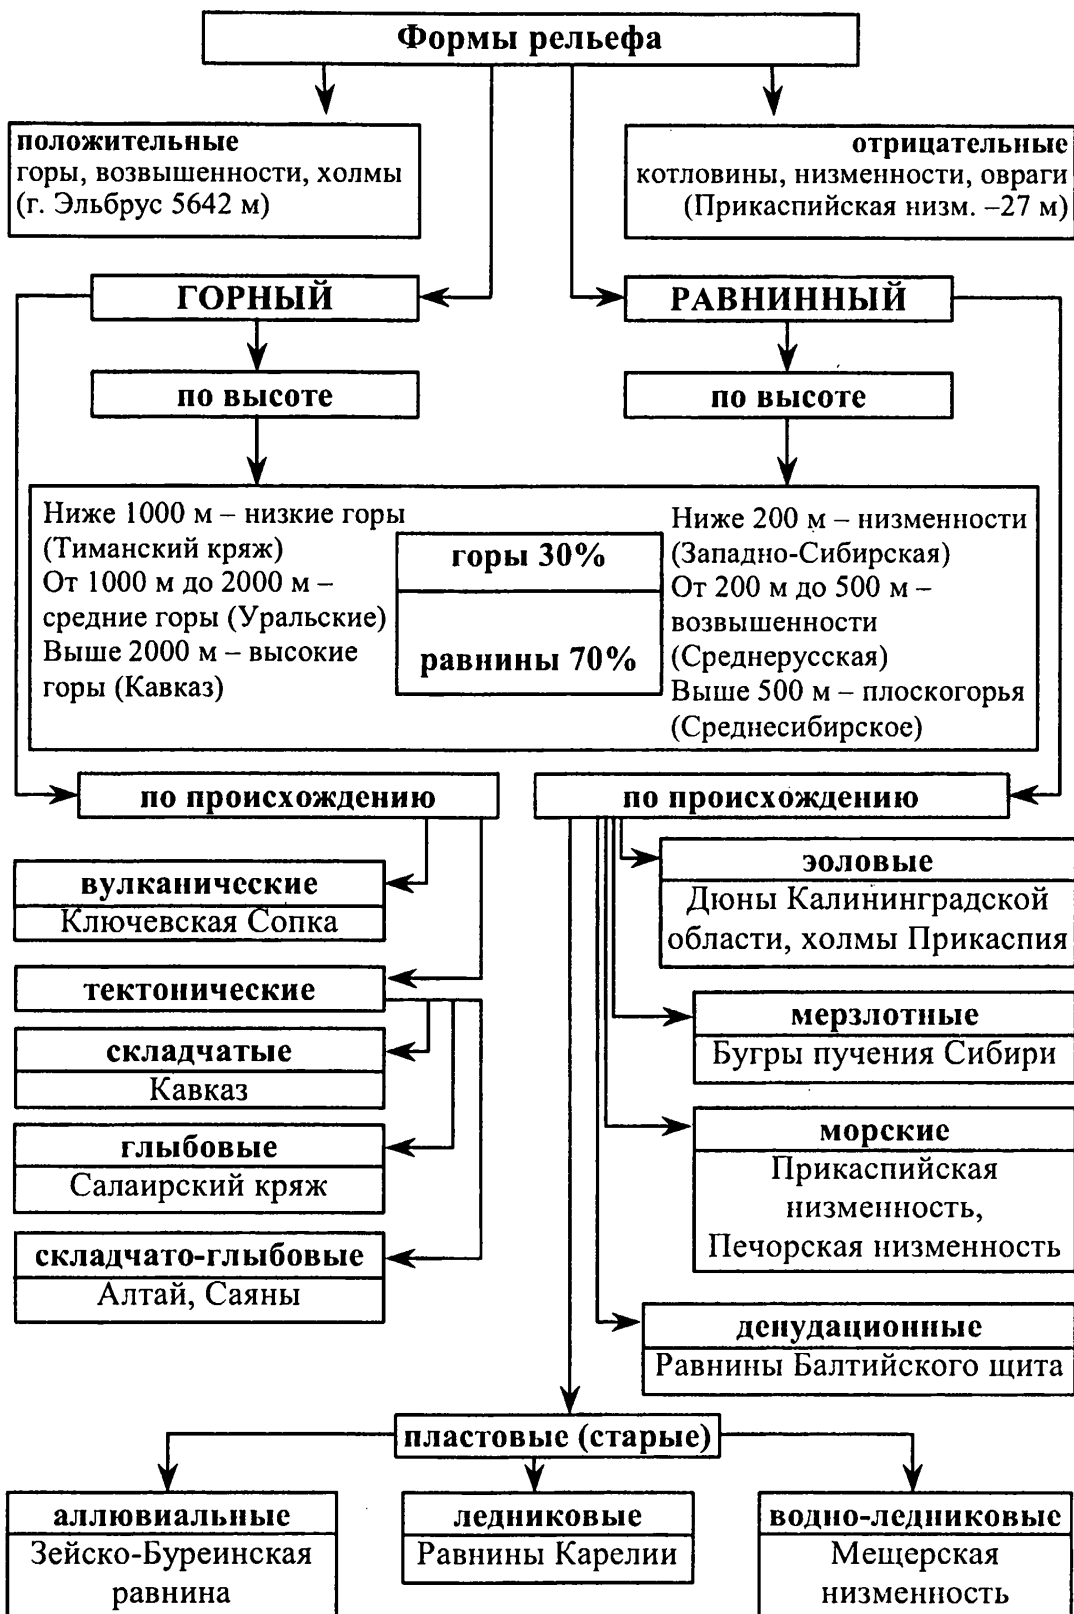 Формы рельефа
положительные
горы, возвышенности, холмы
(г. Эльбрус 5642 м)
отрицательные
котловины, низменности, овраги
(Прикаспийская низм. –27 м)
ГОРНЫЙ
РАВНИННЫЙ
по высоте
по высоте
Ниже 1000 м – низкие горы
(Тиманский кряж)
От 1000 м до 2000 м –
средние горы (Уральские)
Выше 2000 м – высокие
горы (Кавказ)
горы 30%
равнины 70%
Ниже 200 м – низменности
(Западно-Сибирская)
От 200 м до 500 м –
возвышенности
(Среднерусская)
Выше 500 м – плоскогорья
(Среднесибирское)
по происхождению
по происхождению
вулканические
Ключевская Сопка
тектонические
складчатые
Кавказ
глыбовые
Салаирский кряж
складчато-глыбовые
Алтай, Саяны
эоловые
Дюны Калининградской
области, холмы Прикаспия
мерзлотные
Бугры пучения Сибири
морские
Прикаспийская
низменность,
Печорская низменность
денудационные
Равнины Балтийского щита
пластовые (старые)
аллювиальные
Зейско-Буреинская
равнина
ледниковые
Равнины Карелии
водно-ледниковые
Мещерская
низменность